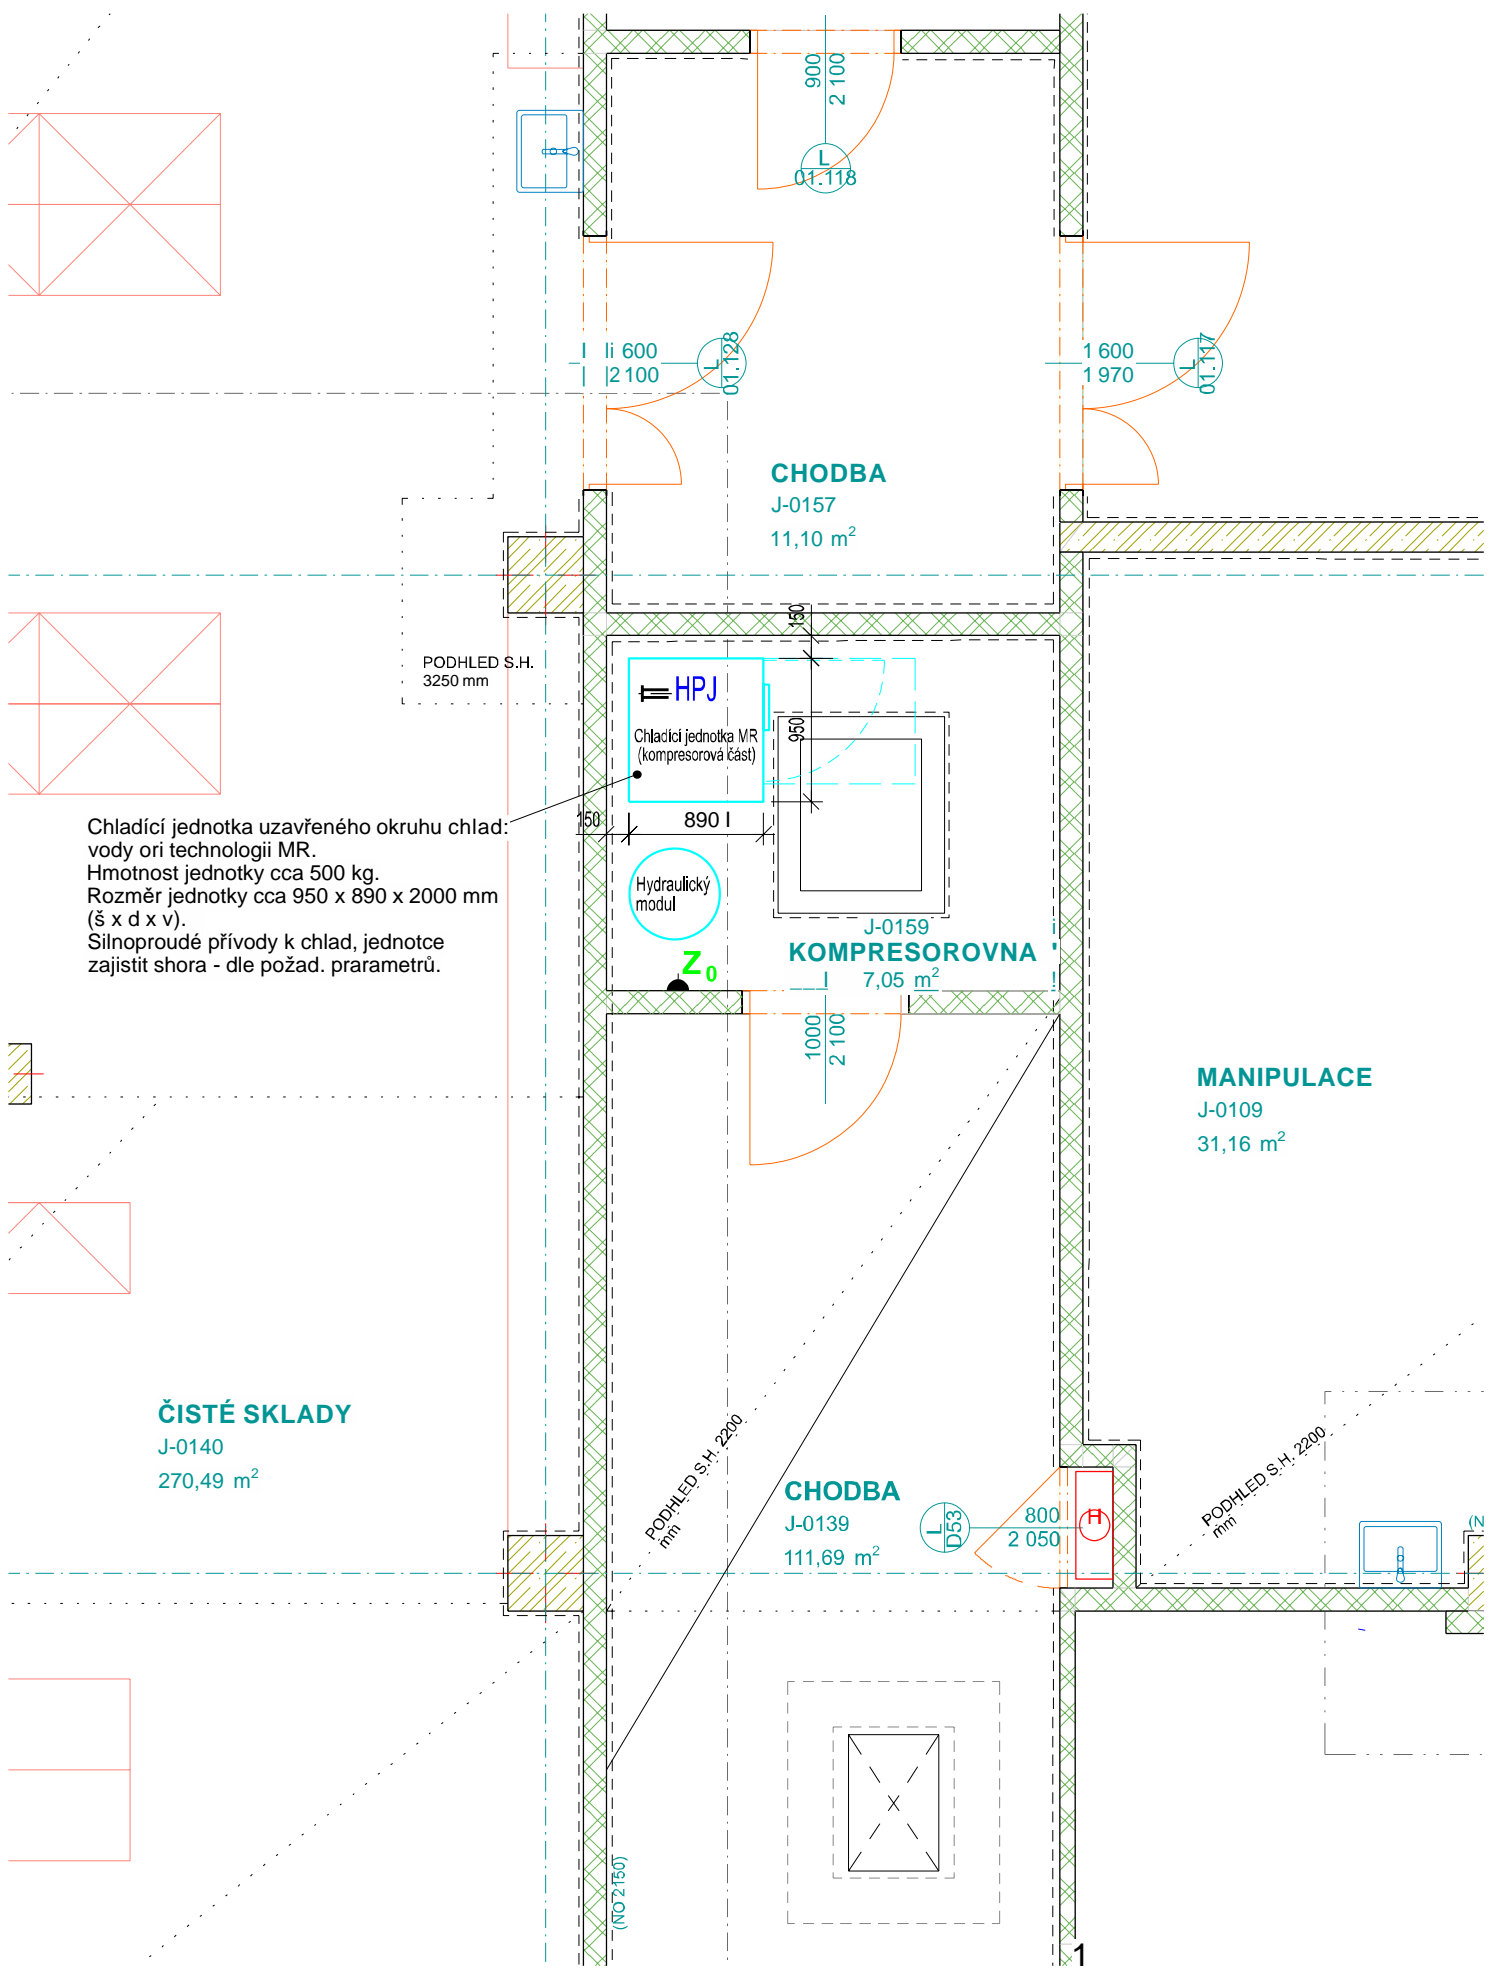 900
2 100
L
01.118
1 600
2 100
L
01.128
1 600
1 970
L
01.117
CHODBA
J-0157
11,10 m²
150
PODHLED S.H.
3250 mm
HPJ
Chladící jednotka MR
(kompresorová část)
950
150
890
Chladící jednotka uzavřeného okruhu chlad:
vody ori technologii MR.
Hmotnost jednotky cca 500 kg.
Rozměr jednotky cca 950 x 890 x 2000 mm
(š x d x v).
Silnoproudé přívody k chlad, jednotce
zajistit shora - dle požad. prarametrů.
Hydraulický
modul
Z0
J-0159
KOMPRESOROVNA
7,05 m²
1000
2 100
MANIPULACE
J-0109
31,16 m²
ČISTÉ SKLADY
J-0140
270,49 m²
PODHLED S.H. 2200
mm
CHODBA
J-0139
111,69 m²
L
D53
800
2 050
H
PODHLED S.H. 2200
mm
(N
(NO 2150)
1